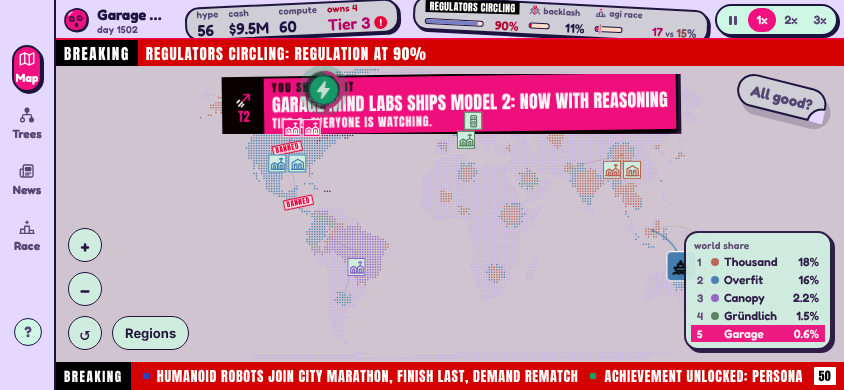 Garage ...
day 1502
hype
56
cash
$9.5M
compute
60
owns 4
Tier 3 !
REGULATORS CIRCLING
90%
backlash
11%
agi race
17 vs 15%
1x
2x
3x
BREAKING
REGULATORS CIRCLING: REGULATION AT 90%
Map
Trees
News
Race
?
T2
GARAGE MIND LABS SHIPS MODEL 2: NOW WITH REASONING
EVERYONE IS WATCHING.
All good?
BANNED
BANNED
...
+
−
Regions
world share
1 Thousand 18%
2 Overfit 16%
3 Canopy 2.2%
4 Gründlich 1.5%
5 Garage 0.6%
BREAKING
HUMANOID ROBOTS JOIN CITY MARATHON, FINISH LAST, DEMAND REMATCH
ACHIEVEMENT UNLOCKED: PERSONA
50